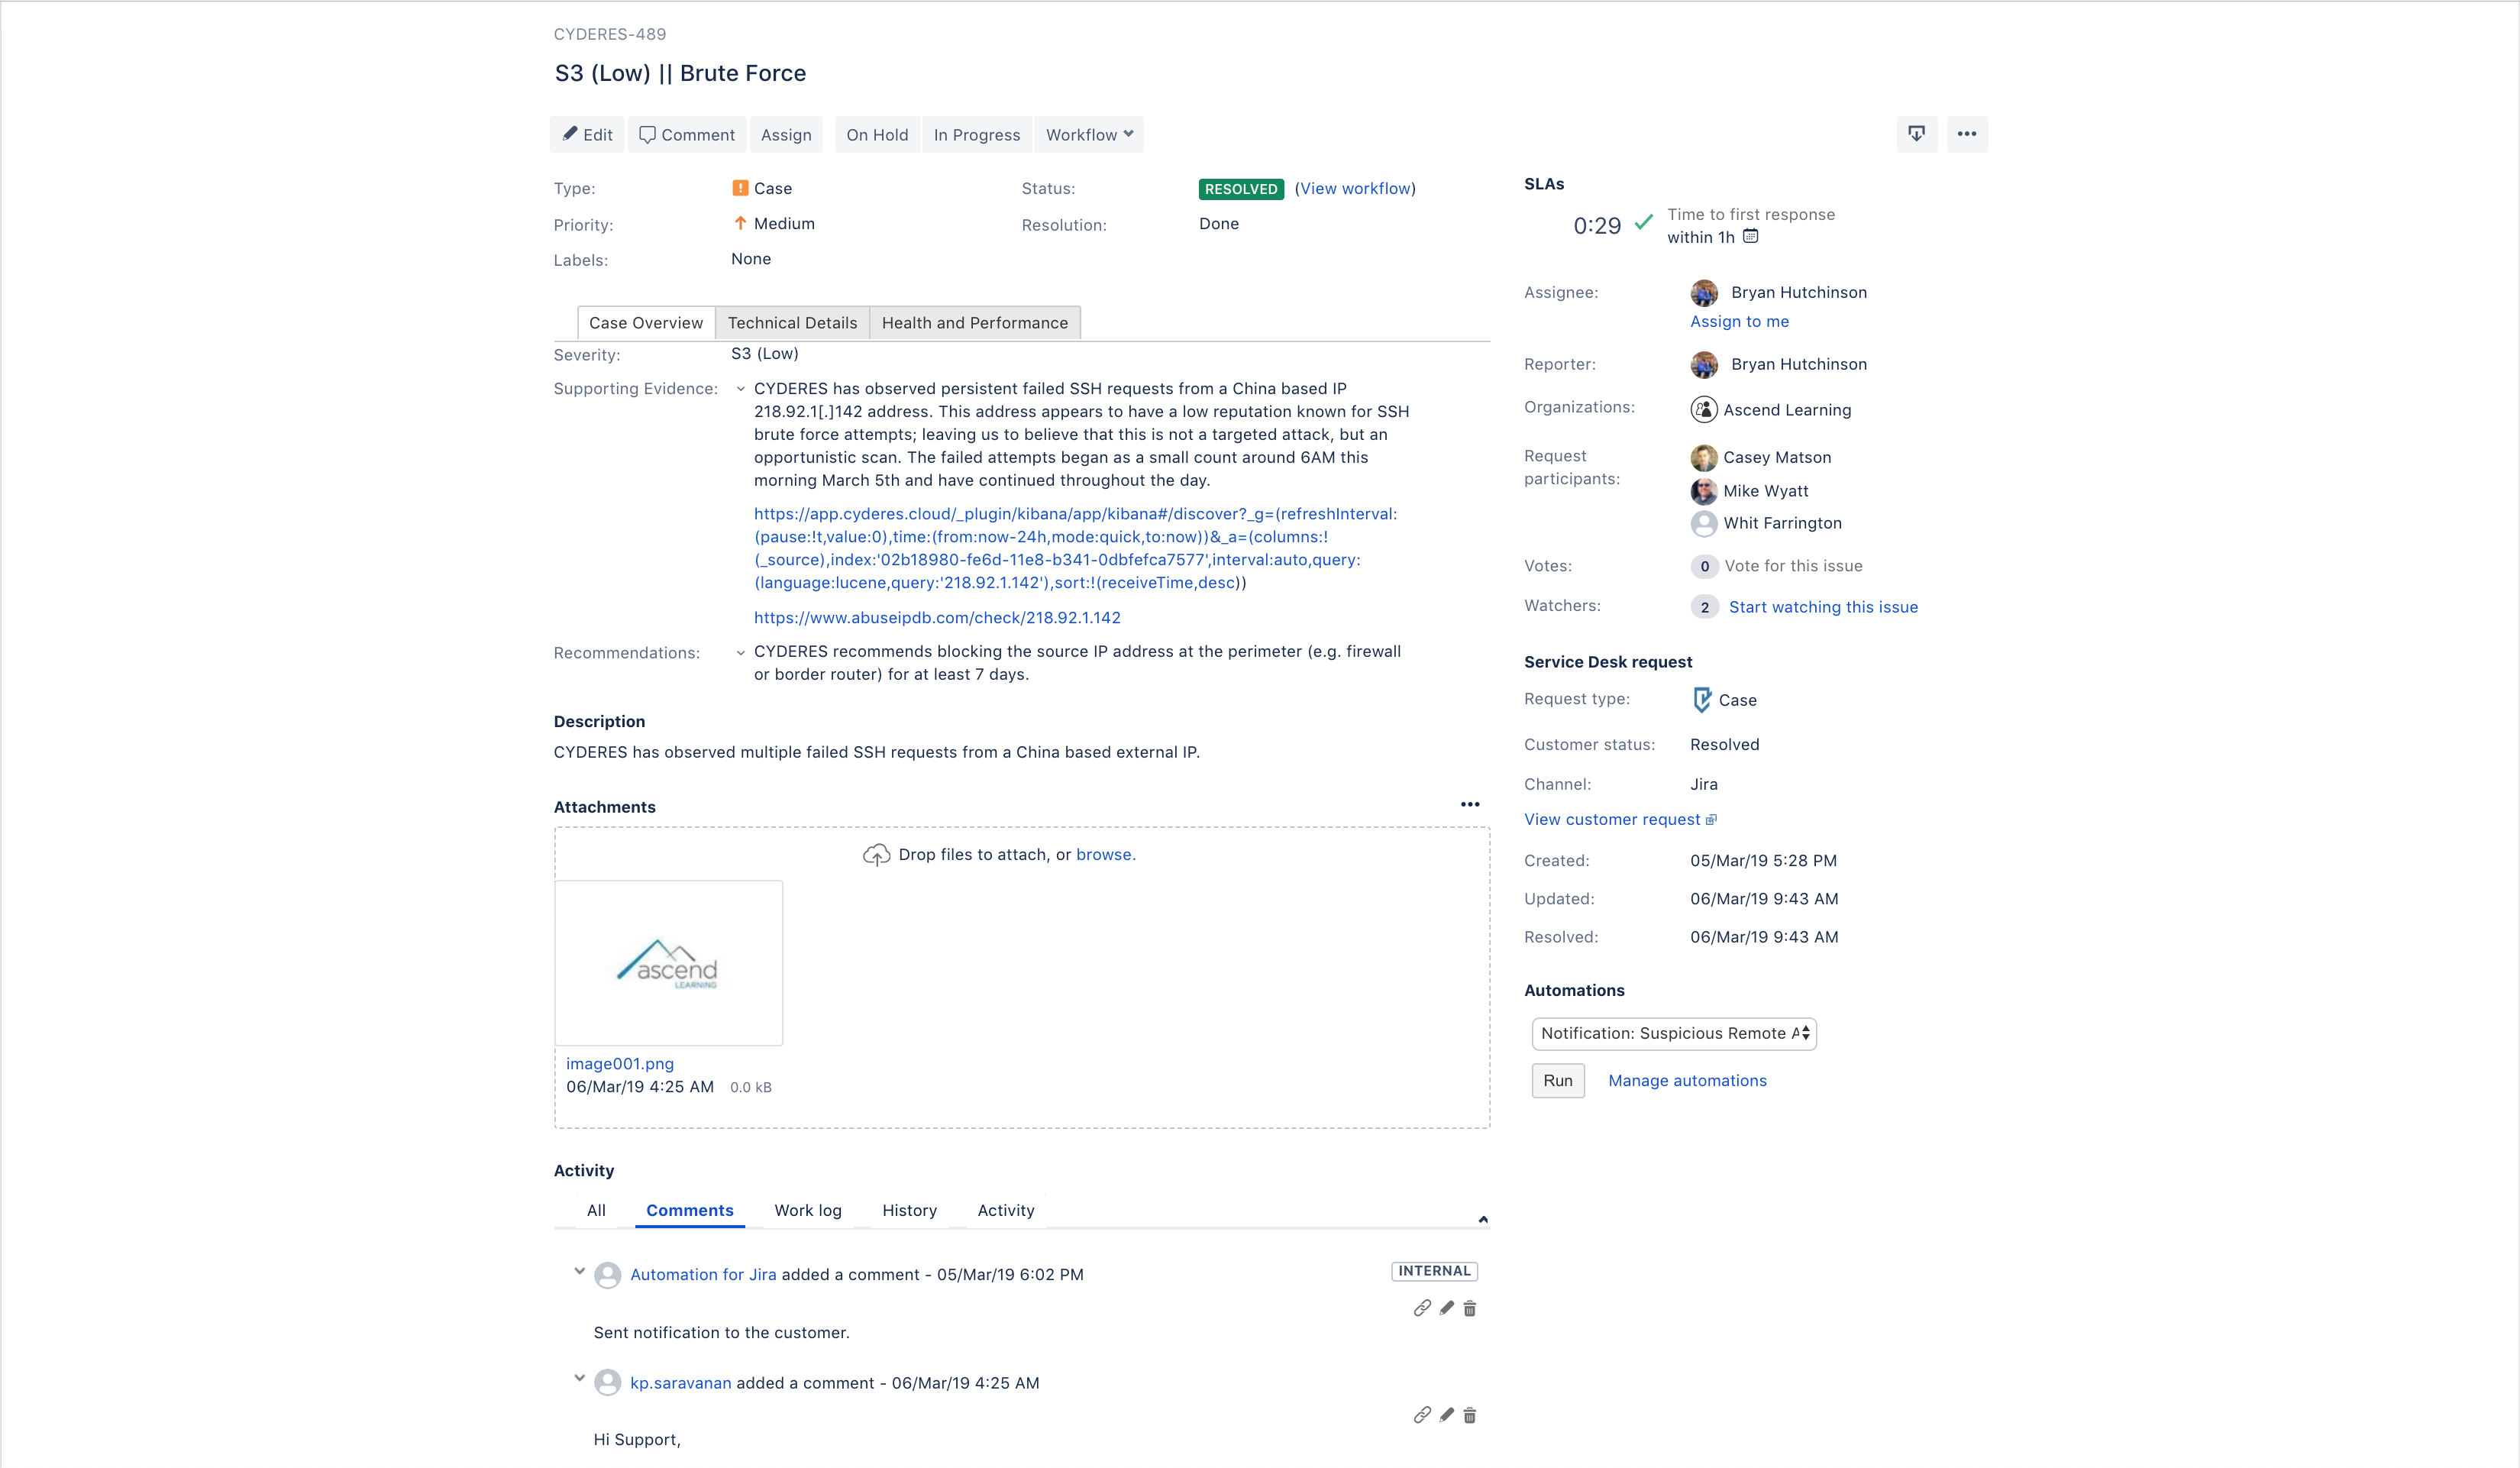 CYDERES-489
S3 (Low) || Brute Force
Edit Comment Assign On Hold In Progress Workflow
Type: Case
Priority: Medium
Labels: None
Status: RESOLVED (View workflow)
Resolution: Done
Case Overview Technical Details Health and Performance
Severity: S3 (Low)
Supporting Evidence: CYDERES has observed persistent failed SSH requests from a China based IP
218.92.1[.]142 address. This address appears to have a low reputation known for SSH
brute force attempts; leaving us to believe that this is not a targeted attack, but an
opportunistic scan. The failed attempts began as a small count around 6AM this
morning March 5th and have continued throughout the day.
https://app.cyderes.cloud/_plugin/kibana/app/kibana#/discover?_g=(refreshInterval:
(pause:!t,value:0),time:(from:now-24h,mode:quick,to:now))&_a=(columns:!
(_source),index:'02b18980-fe6d-11e8-b341-0dbfefca7577',interval:auto,query:
(language:lucene,query:'218.92.1.142'),sort:!(receiveTime,desc))
https://www.abuseipdb.com/check/218.92.1.142
Recommendations: CYDERES recommends blocking the source IP address at the perimeter (e.g. firewall
or border router) for at least 7 days.
Description
CYDERES has observed multiple failed SSH requests from a China based external IP.
Attachments
Drop files to attach, or browse.
ascend
LEARNING
image001.png
06/Mar/19 4:25 AM 0.0 kB
Activity
All Comments Work log History Activity
Automation for Jira added a comment - 05/Mar/19 6:02 PM INTERNAL
Sent notification to the customer.
kp.saravanan added a comment - 06/Mar/19 4:25 AM
Hi Support,
SLAs
0:29 Time to first response
within 1h
Assignee: Bryan Hutchinson
Assign to me
Reporter: Bryan Hutchinson
Organizations: Ascend Learning
Request
participants:
Casey Matson
Mike Wyatt
Whit Farrington
Votes: 0 Vote for this issue
Watchers: 2 Start watching this issue
Service Desk request
Request type: Case
Customer status: Resolved
Channel: Jira
View customer request
Created: 05/Mar/19 5:28 PM
Updated: 06/Mar/19 9:43 AM
Resolved: 06/Mar/19 9:43 AM
Automations
Notification: Suspicious Remote A
Run Manage automations